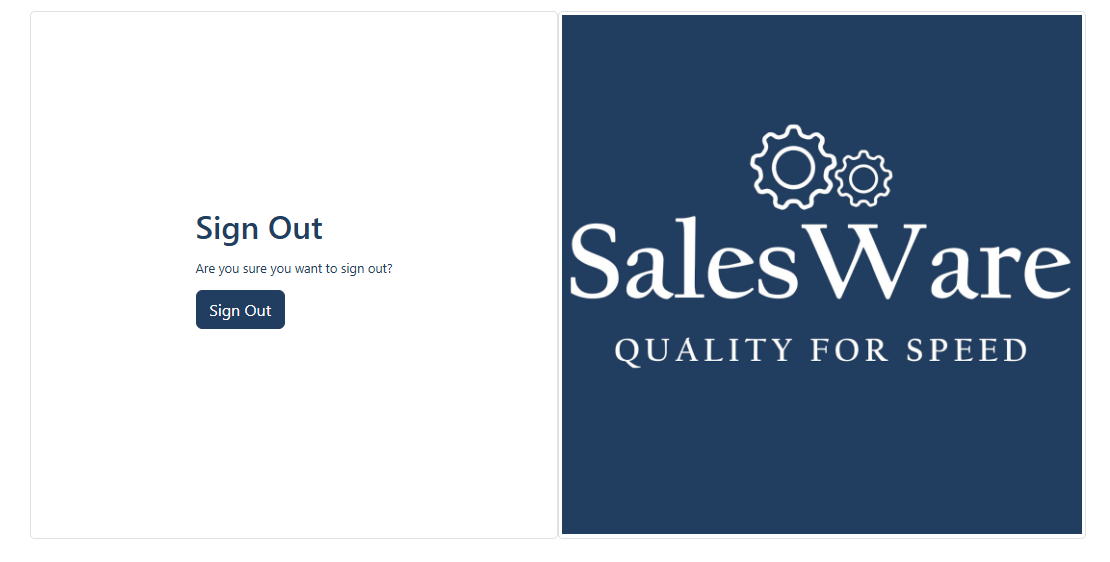 Sign Out
Are you sure you want to sign out?
Sign Out
SalesWare
QUALITY FOR SPEED